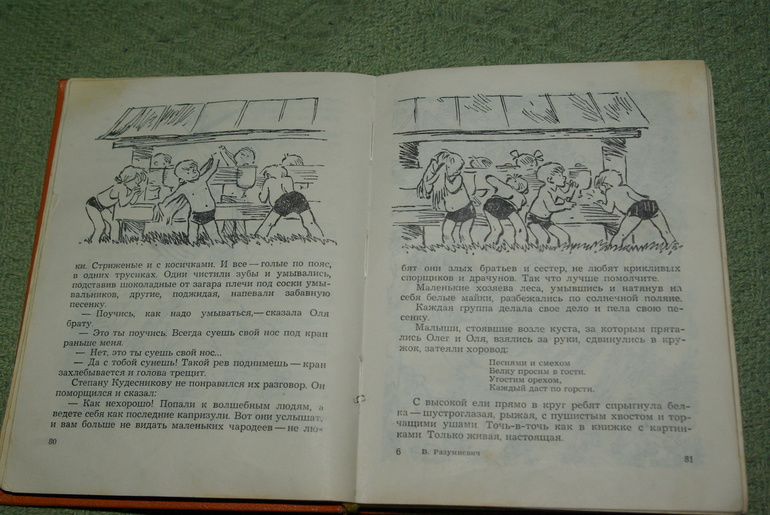 ки. Стриженые и с косичками. И все — голые по пояс,
в одних трусиках. Одни чистили зубы и умывались,
подставив шоколадные от загара плечи под соски умы-
вальников, другие, поджидая, напевали забавную
песенку.
— Поучись, как надо умываться,— сказала Оля
брату
— Это ты поучись. Всегда суешь свой нос под кран
раньше меня.
— Нет, это ты суешь свой нос...
— Да с тобой сунешь! Такой рев поднимешь — кран
захлебывается и голова трещит.
Степану Кудесникову не понравился их разговор. Он
поморщился и сказал:
— Как нехорошо! Попали к волшебным людям, а
ведете себя как последние капризули. Вот они услышат,
и вам больше не видать маленьких чародеев — не лю-
80
бят они злых братьев и сестер, не любят крикливых
спорщиков и драчунов. Так что лучше помолчите.
Маленькие хозяева леса, умывшись и натянув из
себя белые майки, разбежались по солнечной поляне.
Каждая группа делала свое дело и пела свою пе-
сенку.
Малыши, стоявшие возле куста, за которым прята-
лись Олег и Оля, взялись за руки, сдвинулись в кру-
жок, затеяли хоровод:
Песнями и смехом
Белку просим в гости.
Угостим орехом,
Каждый даст по горсти.
С высокой ели прямо в круг ребят спрыгнула бел-
ка — шустроглазая, рыжая, с пушистым хвостом и тор-
чащими ушами. Точь-в-точь как в книжке с картин-
ками Только живая, настоящая.
6 В. Разумневич
81